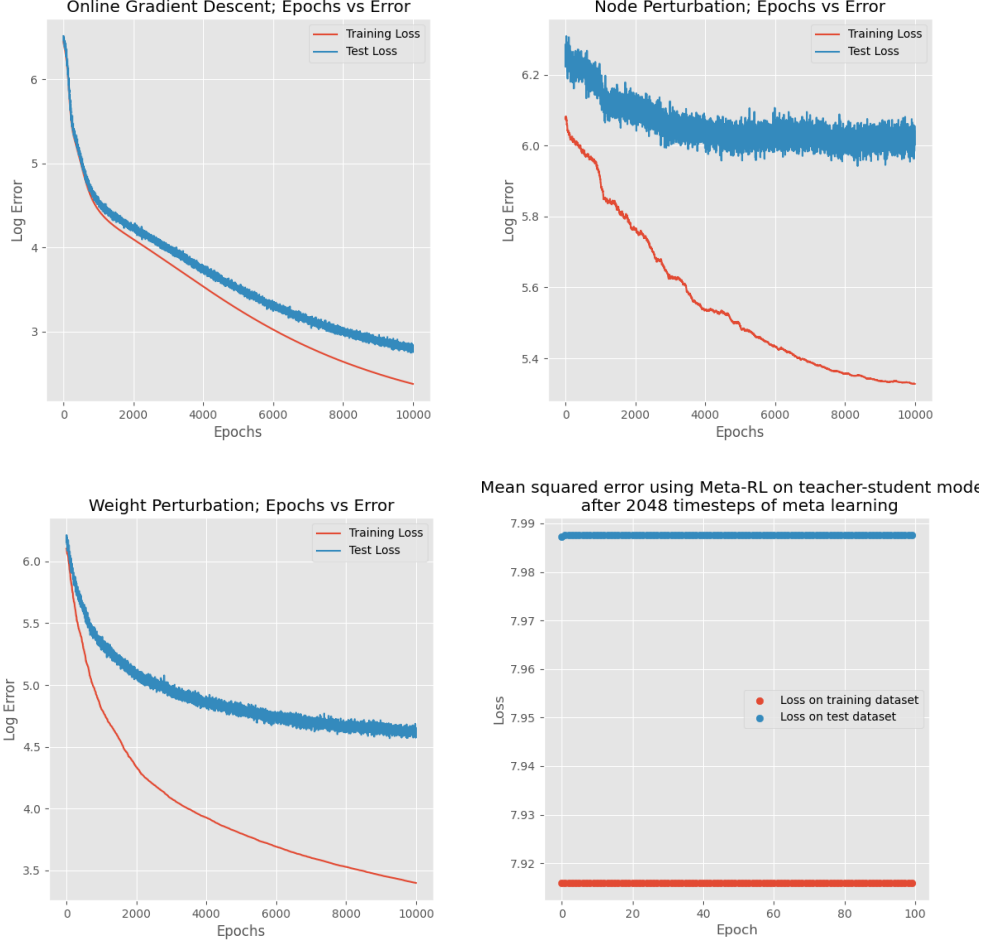 Online Gradient Descent; Epochs vs Error
Training Loss
Test Loss
6
5
4
3
Log Error
0 2000 4000 6000 8000 10000
Epochs
Node Perturbation; Epochs vs Error
Training Loss
Test Loss
6.2
6.0
5.8
5.6
5.4
Log Error
0 2000 4000 6000 8000 10000
Epoch
Weight Perturbation; Epochs vs Error
Training Loss
Test Loss
6.0
5.5
5.0
4.5
4.0
3.5
Log Error
0 2000 4000 6000 8000 10000
Epochs
Mean squared error using Meta-RL on teacher-student mode
after 2048 timesteps of meta learning
7.99
7.98
7.97
7.96
7.95
7.94
7.93
7.92
Loss
Loss on training dataset
Loss on test dataset
0 20 40 60 80 100
Epoch